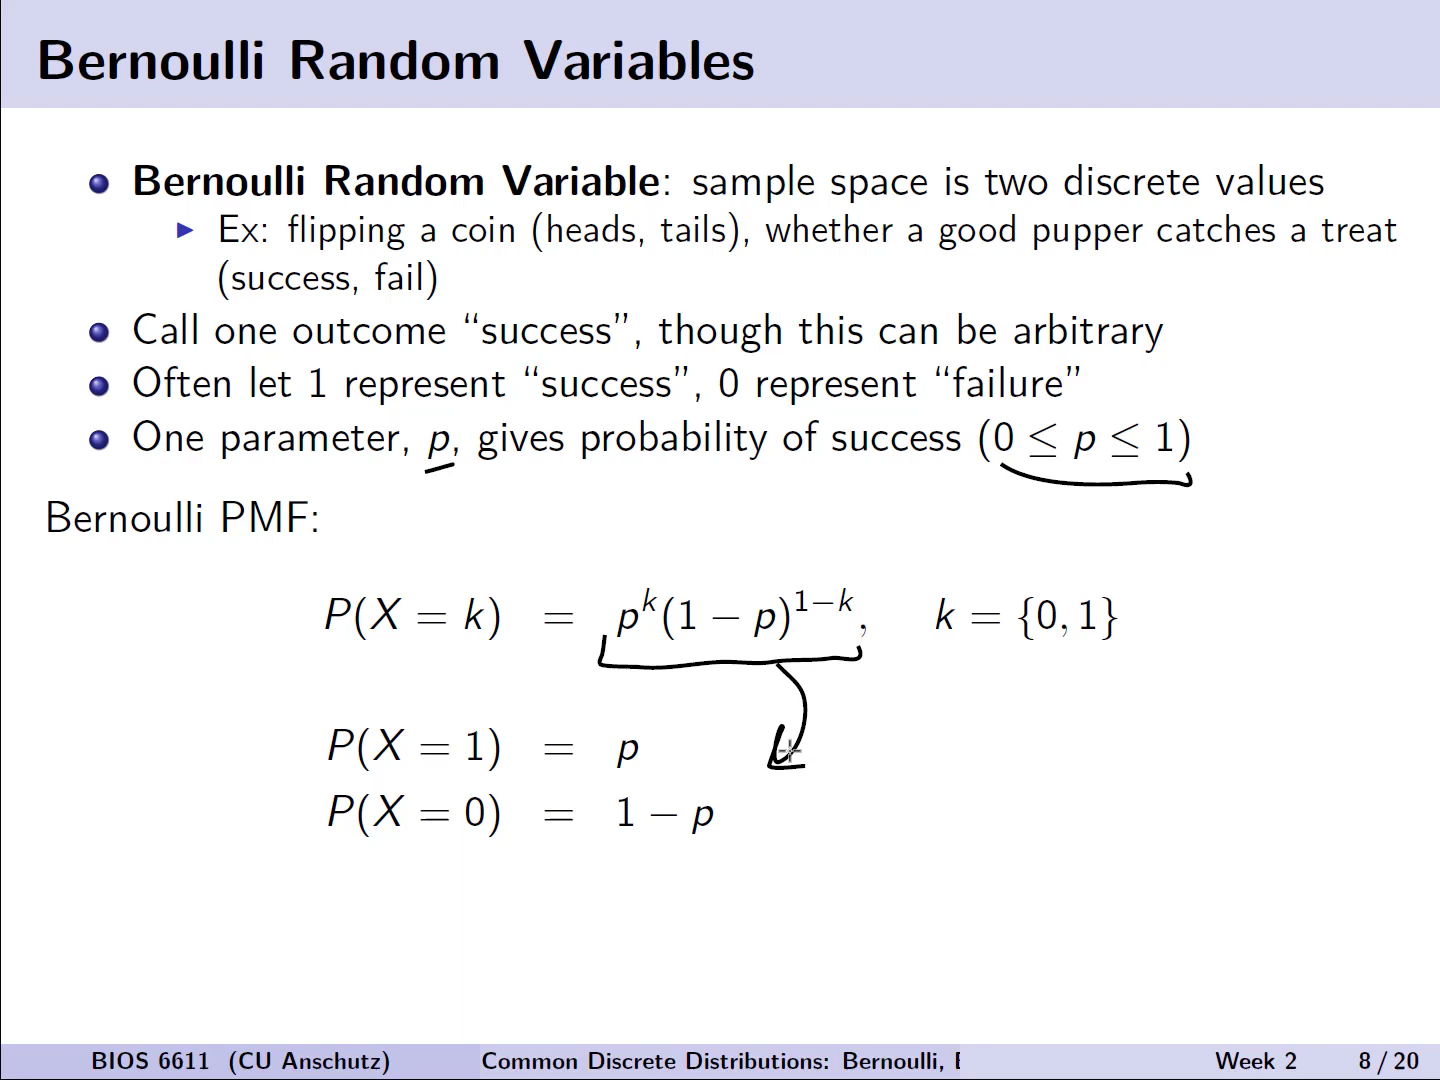 Bernoulli Random Variables
Bernoulli Random Variable: sample space is two discrete values
Ex: flipping a coin (heads, tails), whether a good pupper catches a treat
(success, fail)
Call one outcome “success”, though this can be arbitrary
Often let 1 represent “success”, 0 represent “failure”
One parameter, p, gives probability of success (0 ≤ p ≤ 1)
Bernoulli PMF:
P(X = k) = p^k(1 − p)^{1−k}, k = {0, 1}
P(X = 1) = p
P(X = 0) = 1 − p
BIOS 6611 (CU Anschutz) Common Discrete Distributions: Bernoulli, Week 2 8 / 20